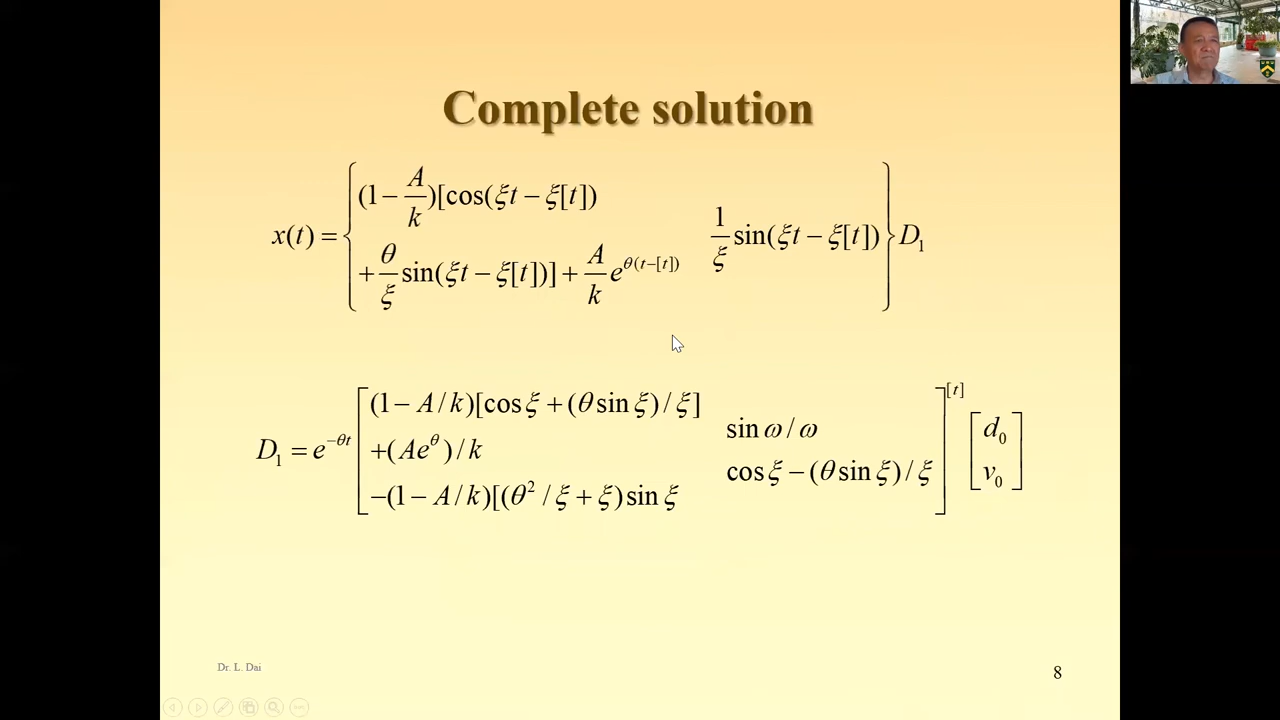 Complete solution
x(t) = { (1 − A/k)[cos(ξt − ξ[t]) + θ/ξ sin(ξt − ξ[t])] + A/k e^{θ(t−[t])}   1/ξ sin(ξt − ξ[t]) } D₁
D₁ = e^{−θt} [ (1 − A/k)[cos ξ + (θ sin ξ)/ξ]   sin ω/ω
+(Ae^θ)/k   cos ξ − (θ sin ξ)/ξ
−(1 − A/k)[(θ²/ξ + ξ) sin ξ ]^{[t]} [ d₀ v₀ ]
Dr. L. Dai
8